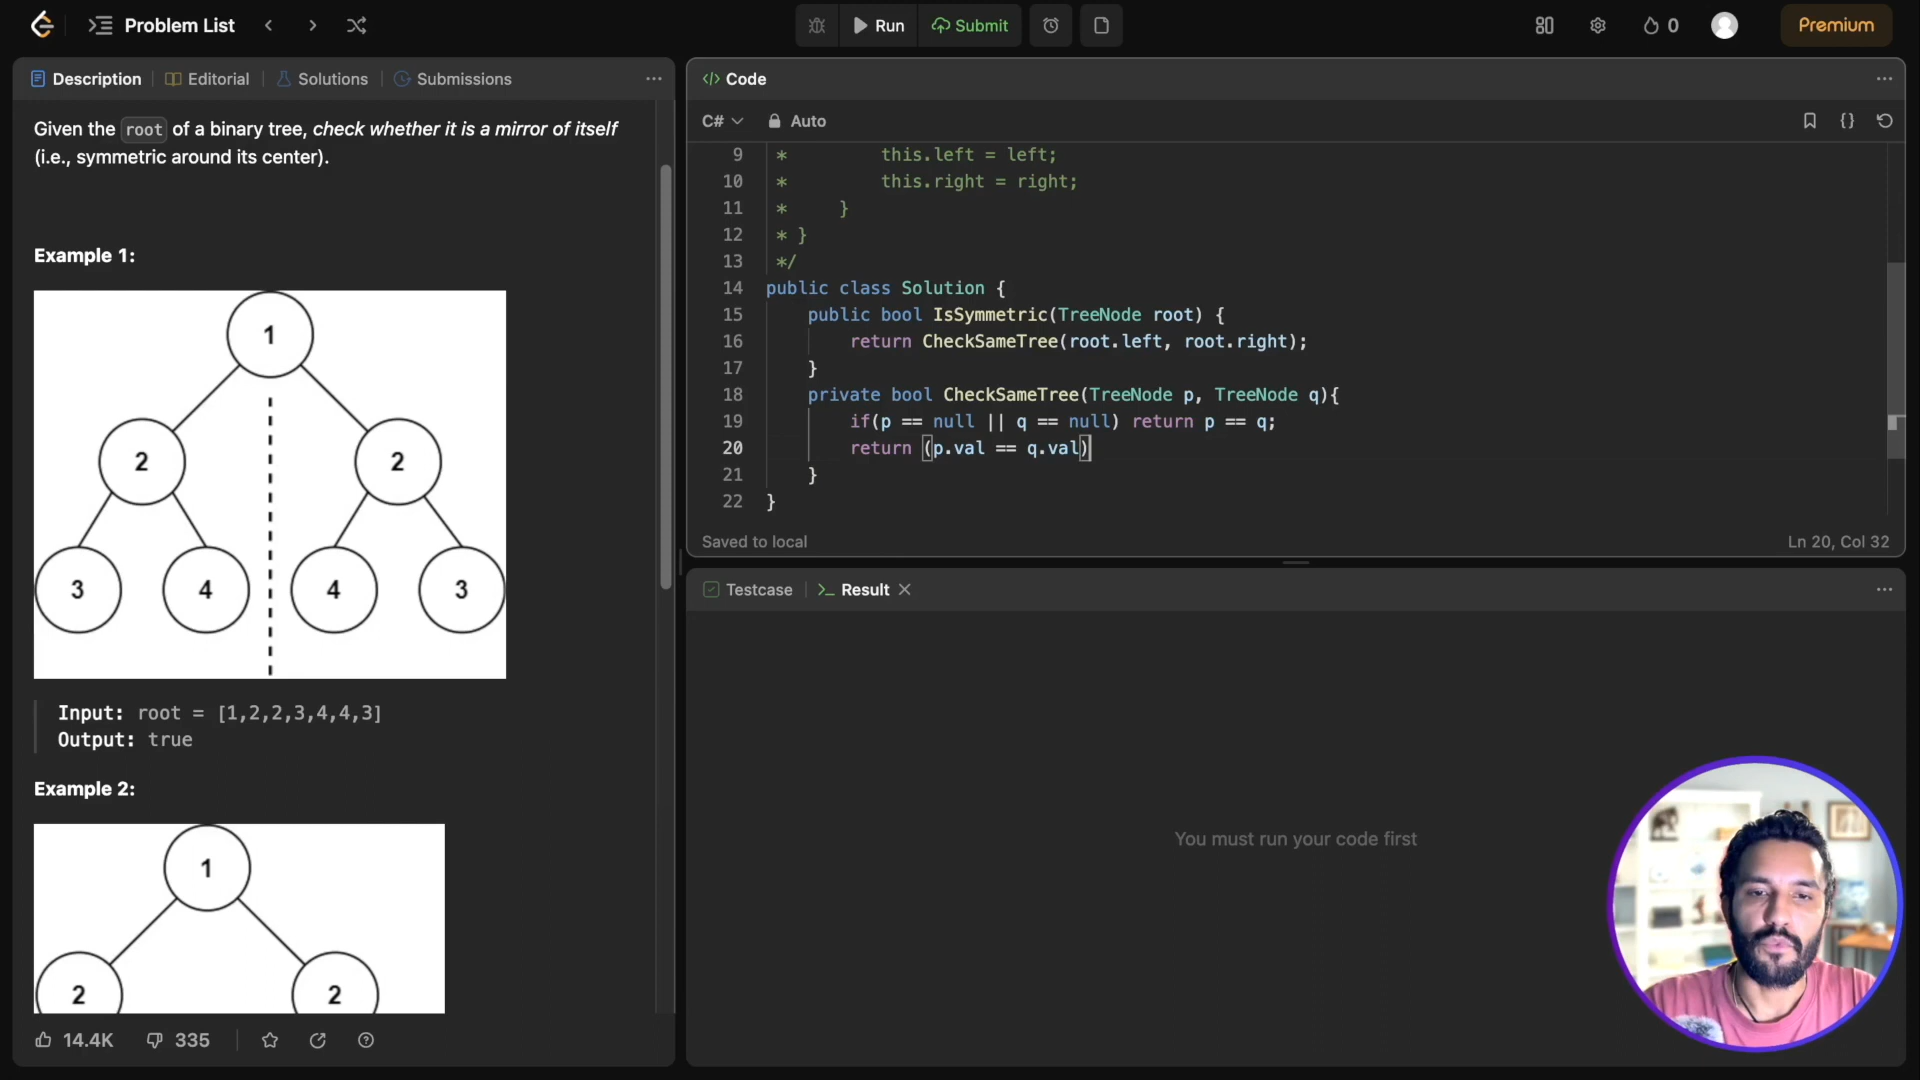 Problem List
Run
Submit
0
Premium
Description
Editorial
Solutions
Submissions
Given the root of a binary tree, check whether it is a mirror of itself
(i.e., symmetric around its center).
Example 1:
1
2
2
3
4
4
3
Input: root = [1,2,2,3,4,4,3]
Output: true
Example 2:
1
2
2
14.4K
335
Code
C#
Auto
9 * this.left = left;
10 * this.right = right;
11 * }
12 * }
13 */
14 public class Solution {
15 public bool IsSymmetric(TreeNode root) {
16 return CheckSameTree(root.left, root.right);
17 }
18 private bool CheckSameTree(TreeNode p, TreeNode q){
19 if(p == null || q == null) return p == q;
20 return (p.val == q.val)
21 }
22 }
Saved to local
Ln 20, Col 32
Testcase
Result
You must run your code first